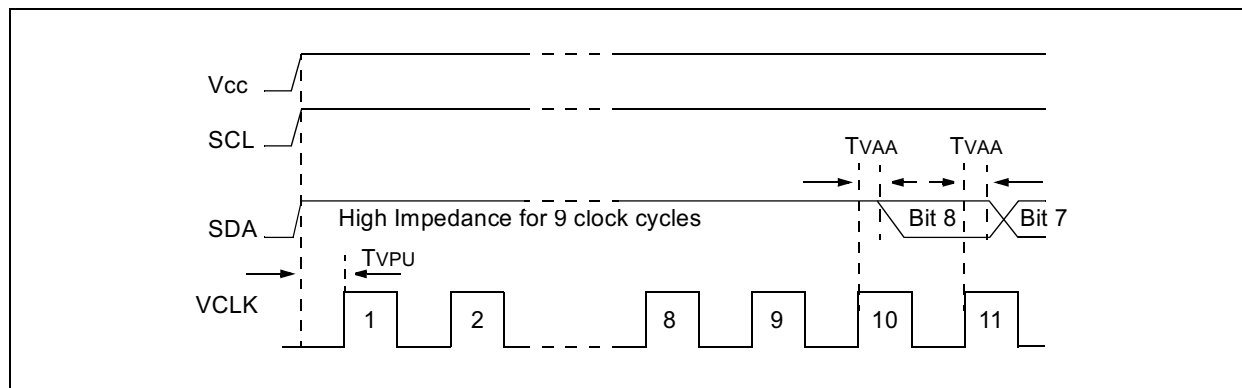 Vcc
SCL
TVAA TVAA
SDA High Impedance for 9 clock cycles Bit 8 Bit 7
TVPU
VCLK 1 2 8 9 10 11